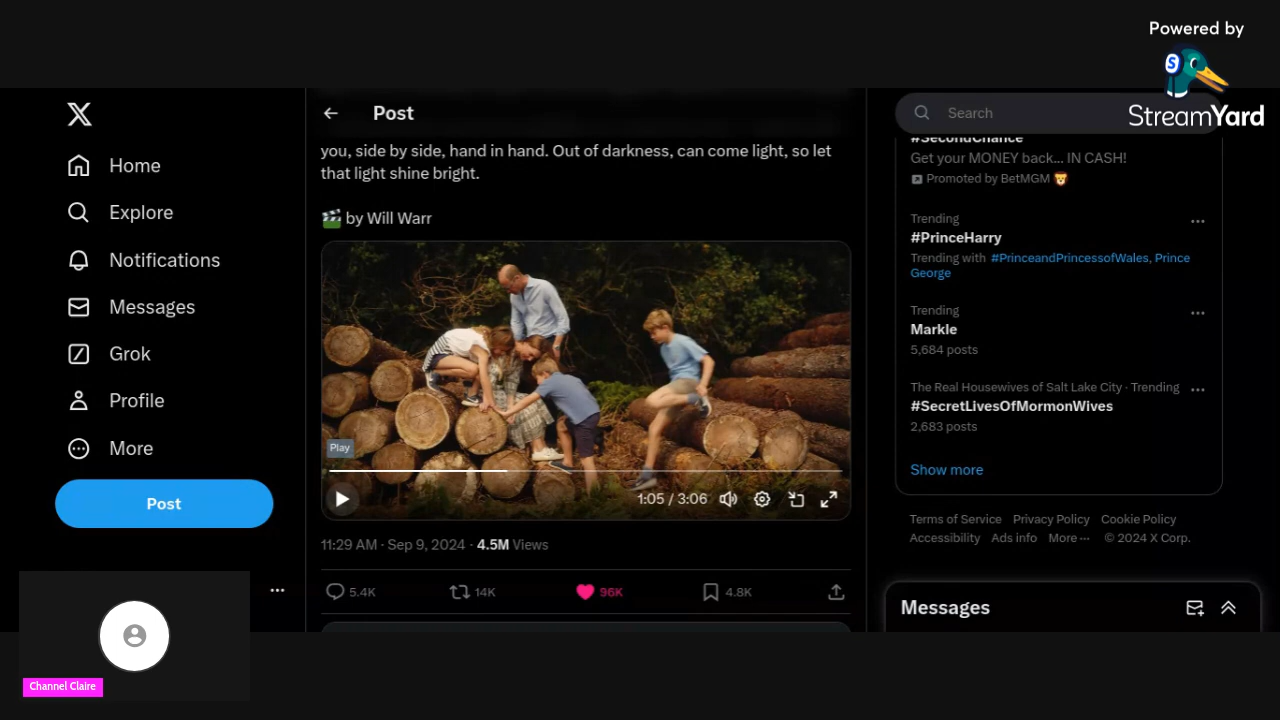 Powered by
StreamYard
Home
Explore
Notifications
Messages
Grok
Profile
More
Post
Post
you, side by side, hand in hand. Out of darkness, can come light, so let
that light shine bright.
🎬 by Will Warr
Play
1:05 / 3:06
11:29 AM · Sep 9, 2024 · 4.5M Views
5.4K
14K
96K
4.8K
Search
#SecondChance
Get your MONEY back... IN CASH!
Promoted by BetMGM 🦁
Trending
#PrinceHarry
Trending with #PrinceandPrincessofWales, Prince
George
Trending
Markle
5,684 posts
The Real Housewives of Salt Lake City · Trending
#SecretLivesOfMormonWives
2,683 posts
Show more
Terms of Service Privacy Policy Cookie Policy
Accessibility Ads info More ··· © 2024 X Corp.
Messages
Channel Claire